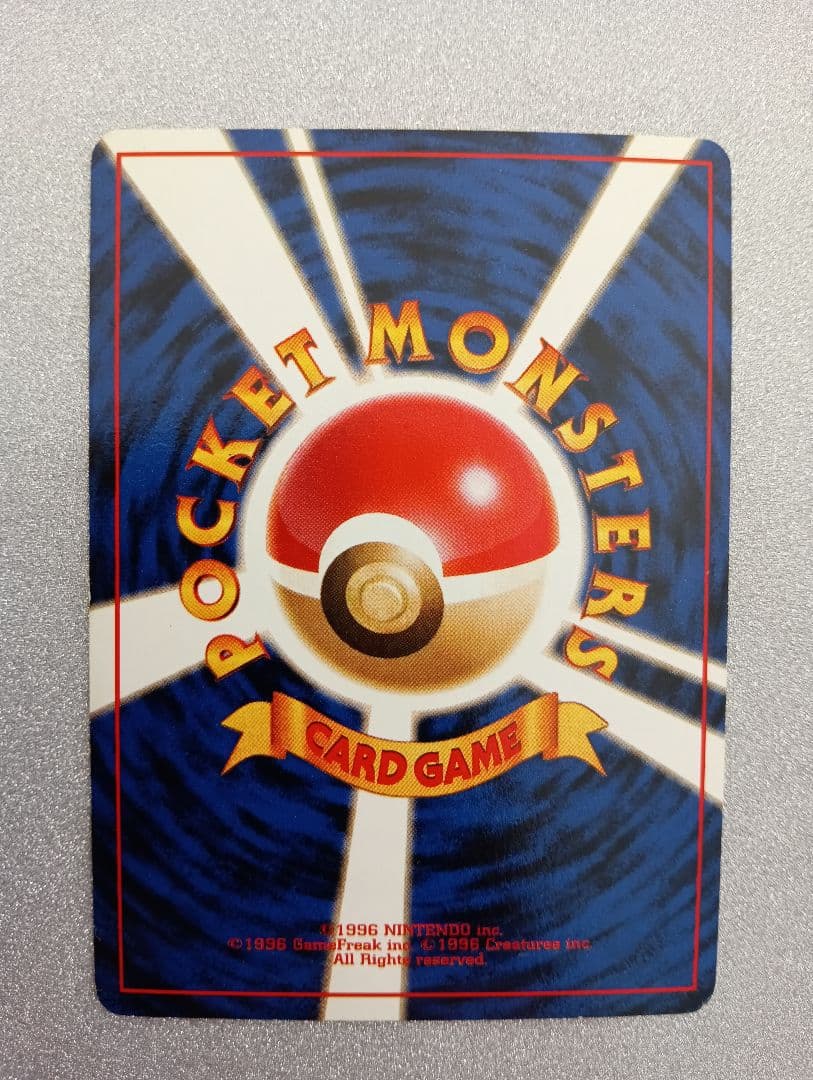 POCKET MONSTERS
CARD GAME
©1996 NINTENDO inc.
©1996 GameFreak inc. ©1996 Creatures inc.
All Rights reserved.